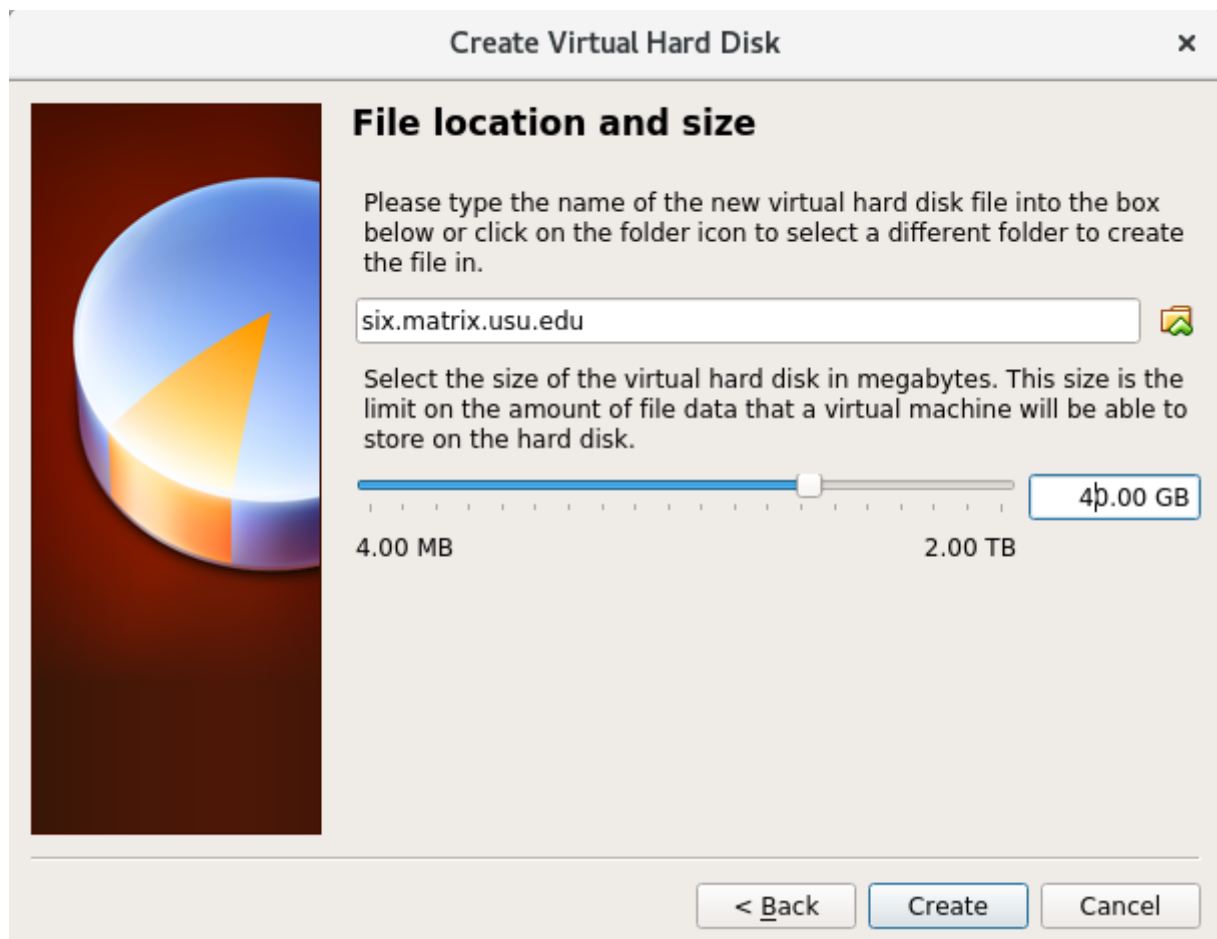 Create Virtual Hard Disk
×
File location and size
Please type the name of the new virtual hard disk file into the box
below or click on the folder icon to select a different folder to create
the file in.
six.matrix.usu.edu
Select the size of the virtual hard disk in megabytes. This size is the
limit on the amount of file data that a virtual machine will be able to
store on the hard disk.
40.00 GB
4.00 MB 2.00 TB
< Back Create Cancel